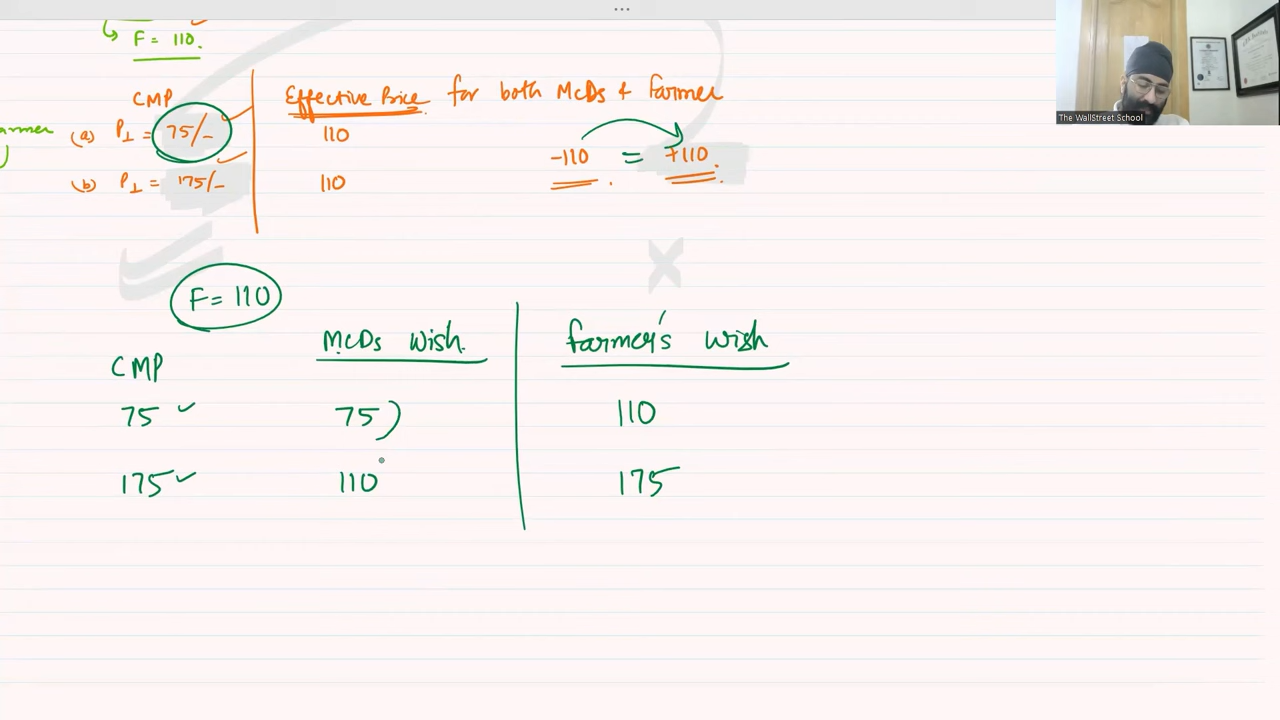 F = 110.
CMP
Effective Price for both McDs & Farmer
armer
(a) P₁ = 75/-
110
-110 = +110.
(b) P₁ = 175/-
110
F = 110
McDs Wish.
Farmer's Wish
CMP
75
75)
110
175
110
175
The WallStreet School